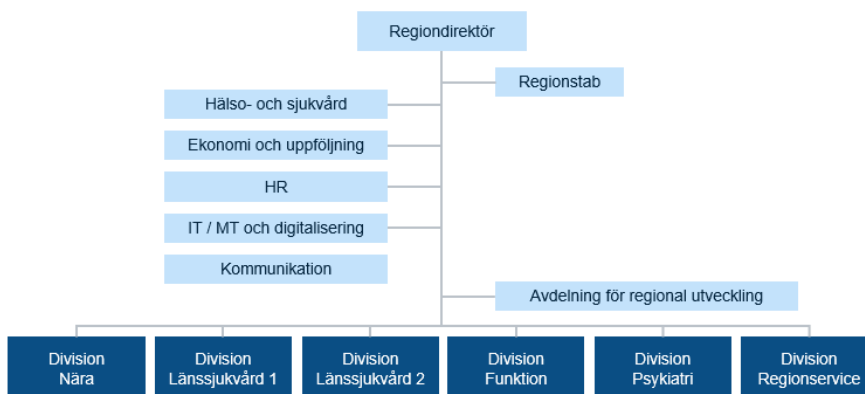 Regiondirektör
Regionstab
Hälso- och sjukvård
Ekonomi och uppföljning
HR
IT / MT och digitalisering
Kommunikation
Avdelning för regional utveckling
Division
Nära
Division
Länssjukvård 1
Division
Länssjukvård 2
Division
Funktion
Division
Psykiatri
Division
Regionservice